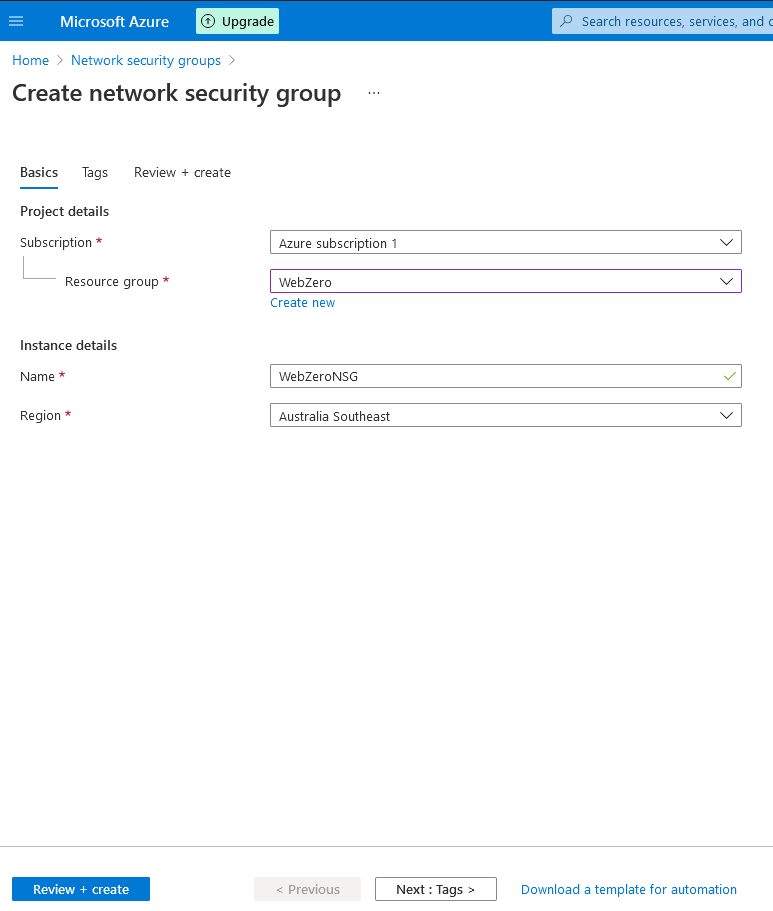 Microsoft Azure Upgrade Search resources, services, and
Home > Network security groups >
Create network security group ...
Basics Tags Review + create
Project details
Subscription * Azure subscription 1
Resource group * WebZero
Create new
Instance details
Name * WebZeroNSG
Region * Australia Southeast
Review + create < Previous Next : Tags > Download a template for automation